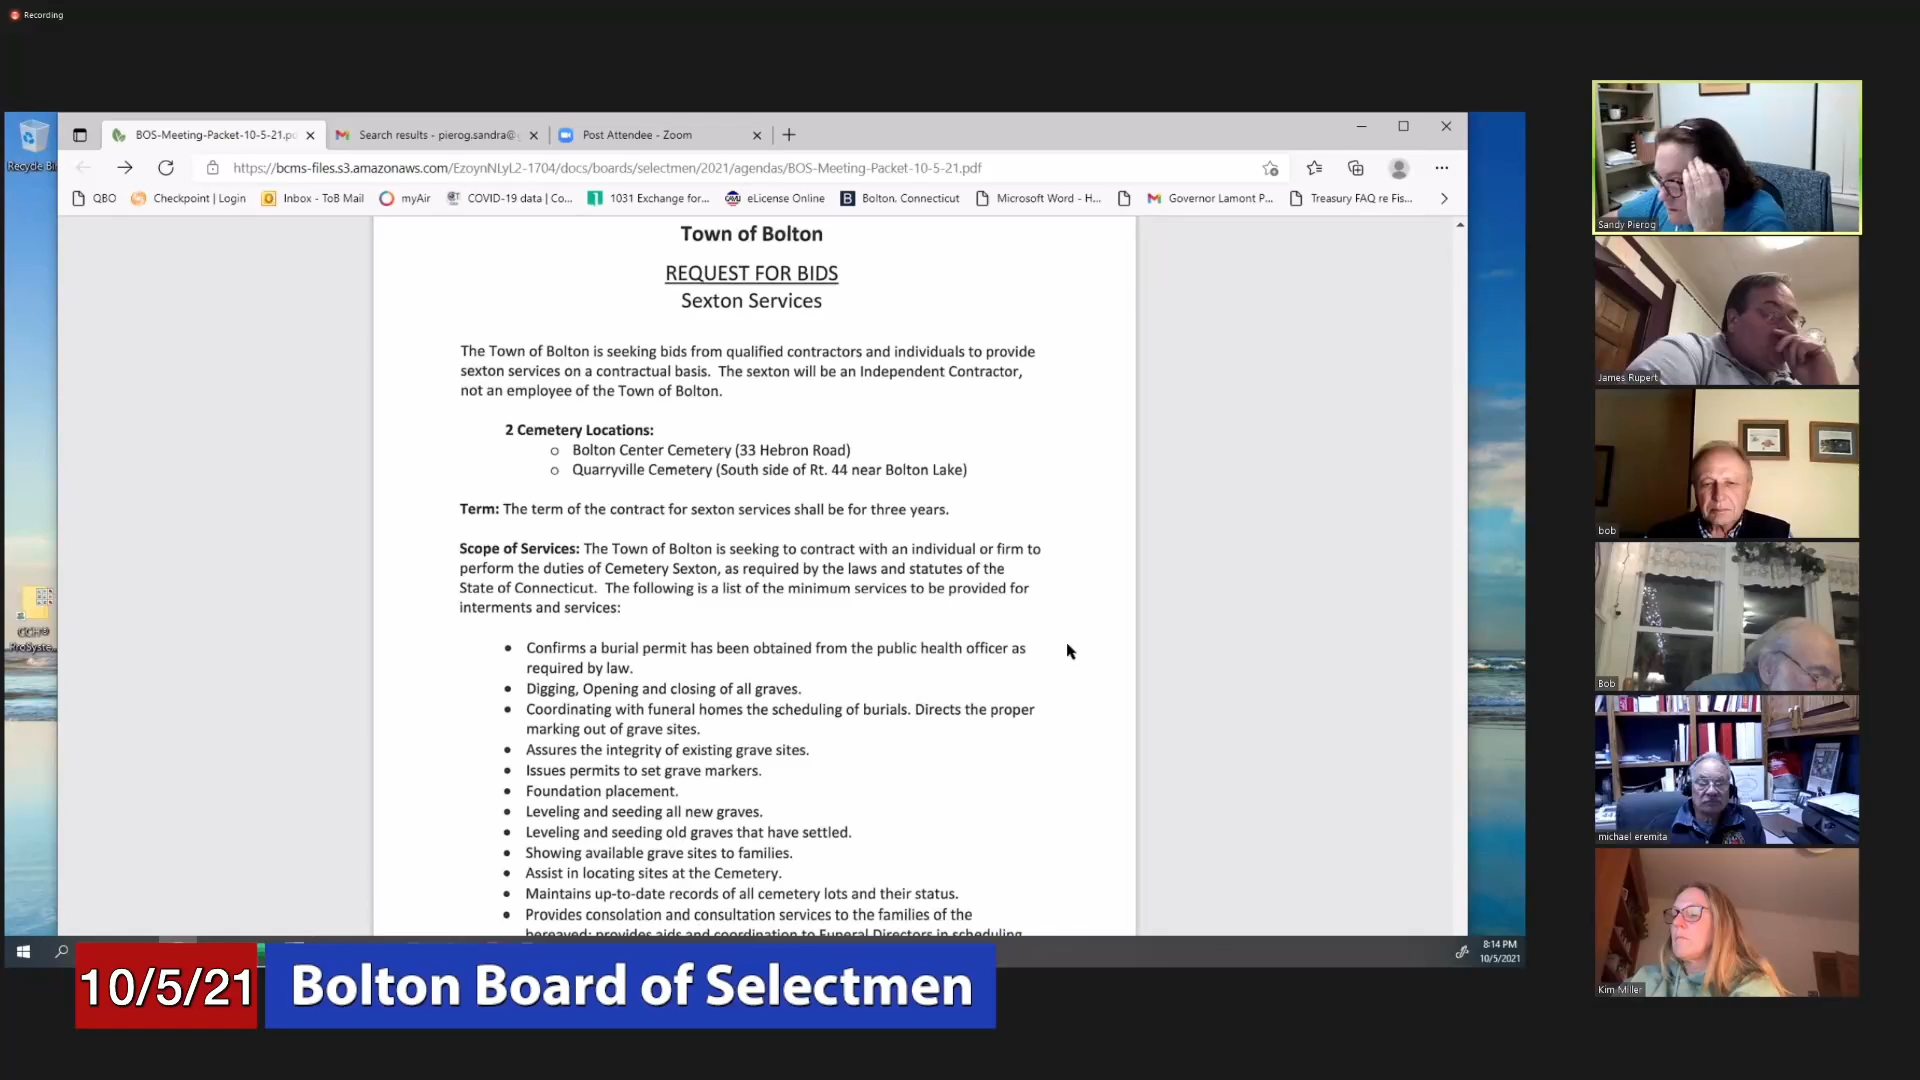 Recording
Recycle Bin
BOS-Meeting-Packet-10-5-21.p
Search results - pierog.sandra@
Post Attendee - Zoom
https://bcms-files.s3.amazonaws.com/EzoynNLyL2-1704/docs/boards/selectmen/2021/agendas/BOS-Meeting-Packet-10-5-21.pdf
QBO
Checkpoint | Login
Inbox - ToB Mail
myAir
COVID-19 data | Co...
1031 Exchange for...
eLicense Online
Bolton, Connecticut
Microsoft Word - H...
Governor Lamont P...
Treasury FAQ re Fis...
Town of Bolton
REQUEST FOR BIDS
Sexton Services
The Town of Bolton is seeking bids from qualified contractors and individuals to provide
sexton services on a contractual basis. The sexton will be an Independent Contractor,
not an employee of the Town of Bolton.
2 Cemetery Locations:
o Bolton Center Cemetery (33 Hebron Road)
o Quarryville Cemetery (South side of Rt. 44 near Bolton Lake)
Term: The term of the contract for sexton services shall be for three years.
Scope of Services: The Town of Bolton is seeking to contract with an individual or firm to
perform the duties of Cemetery Sexton, as required by the laws and statutes of the
State of Connecticut. The following is a list of the minimum services to be provided for
interments and services:
• Confirms a burial permit has been obtained from the public health officer as
required by law.
• Digging, Opening and closing of all graves.
• Coordinating with funeral homes the scheduling of burials. Directs the proper
marking out of grave sites.
• Assures the integrity of existing grave sites.
• Issues permits to set grave markers.
• Foundation placement.
• Leveling and seeding all new graves.
• Leveling and seeding old graves that have settled.
• Showing available grave sites to families.
• Assist in locating sites at the Cemetery.
• Maintains up-to-date records of all cemetery lots and their status.
• Provides consolation and consultation services to the families of the
bereaved; provides aids and coordination to Funeral Directors in scheduling
CCH®
ProSyste...
8:14 PM
10/5/2021
10/5/21
Bolton Board of Selectmen
Sandy Pierog
James Rupert
bob
Bob
michael eremita
Kim Miller